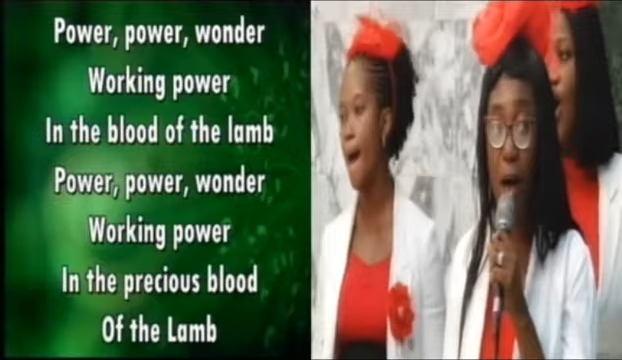 Power, power, wonder
Working power
In the blood of the lamb
Power, power, wonder
Working power
In the precious blood
Of the Lamb